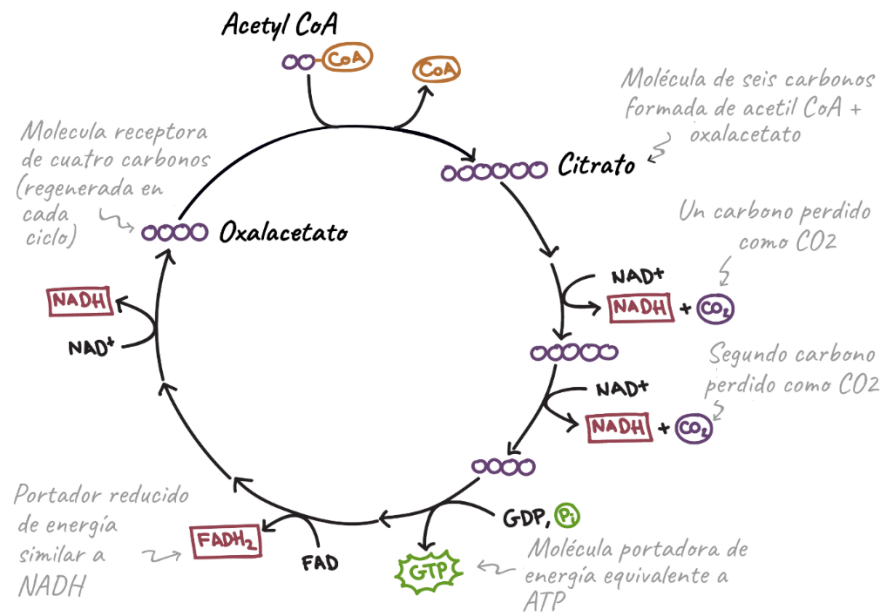 Acetyl CoA
CoA
CoA
Molécula de seis carbonos
formada de acetil CoA +
oxalacetato
Citrato
Molecula receptora
de cuatro carbonos
(regenerada en
cada
ciclo)
Oxalacetato
Un carbono perdido
como CO2
NAD+
NADH + CO₂
Segundo carbono
perdido como CO2
NAD+
NADH + CO₂
GDP, Pi
GTP
Molécula portadora de
energía equivalente a
ATP
FAD
FADH₂
Portador reducido
de energía
similar a
NADH
NAD⁺
NADH